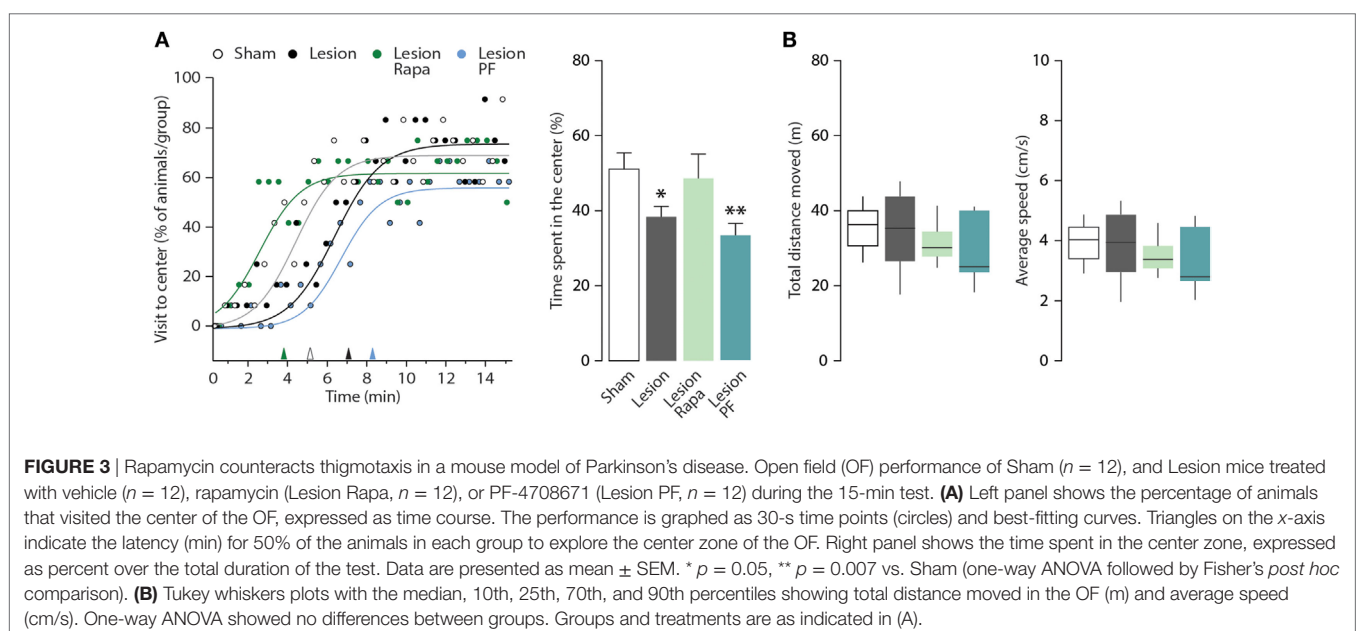 A
Sham
Lesion
Lesion
Rapa
Lesion
PF
Visit to center (% of animals/group)
100
80
60
40
20
0
0 2 4 6 8 10 12 14
Time (min)
Time spent in the center (%)
80
60
40
20
0
*
**
Sham
Lesion
Lesion
Rapa
Lesion
PF
B
Total distance moved (m)
80
60
40
20
0
Average speed (cm/s)
10
8
6
4
2
0
FIGURE 3 | Rapamycin counteracts thigmotaxis in a mouse model of Parkinson's disease. Open field (OF) performance of Sham (n = 12), and Lesion mice treated
with vehicle (n = 12), rapamycin (Lesion Rapa, n = 12), or PF-4708671 (Lesion PF, n = 12) during the 15-min test. (A) Left panel shows the percentage of animals
that visited the center of the OF, expressed as time course. The performance is graphed as 30-s time points (circles) and best-fitting curves. Triangles on the x-axis
indicate the latency (min) for 50% of the animals in each group to explore the center zone of the OF. Right panel shows the time spent in the center zone, expressed
as percent over the total duration of the test. Data are presented as mean ± SEM. * p = 0.05, ** p = 0.007 vs. Sham (one-way ANOVA followed by Fisher's post hoc
comparison). (B) Tukey whiskers plots with the median, 10th, 25th, 70th, and 90th percentiles showing total distance moved in the OF (m) and average speed
(cm/s). One-way ANOVA showed no differences between groups. Groups and treatments are as indicated in (A).